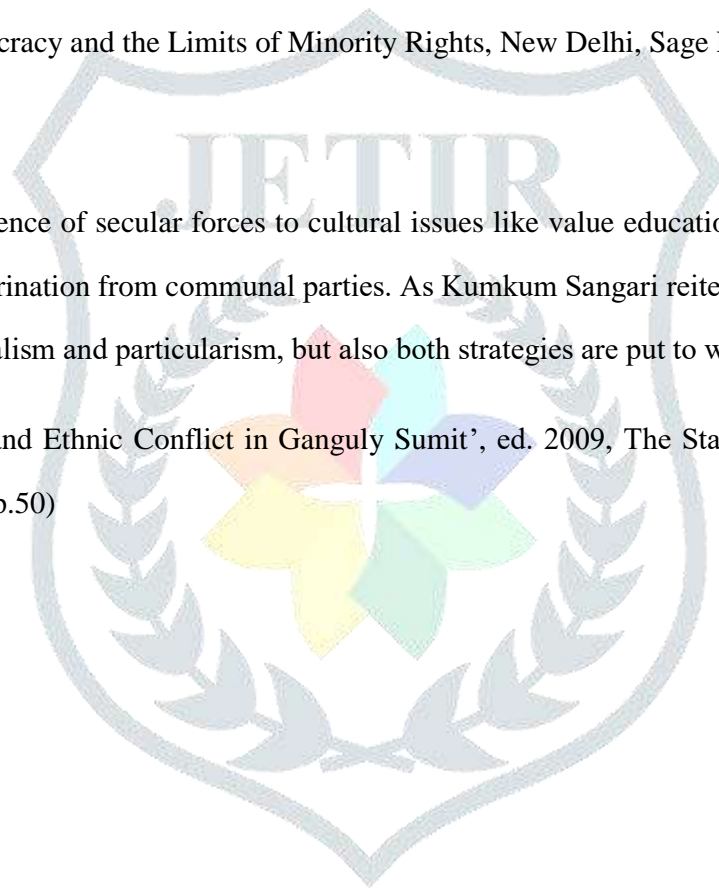 cracy and the Limits of Minority Rights, New Delhi, Sage
JETIR
ence of secular forces to cultural issues like value educatio
rination from communal parties. As Kumkum Sangari reite
alism and particularism, but also both strategies are put to w
and Ethnic Conflict in Ganguly Sumit’, ed. 2009, The Sta
p.50)